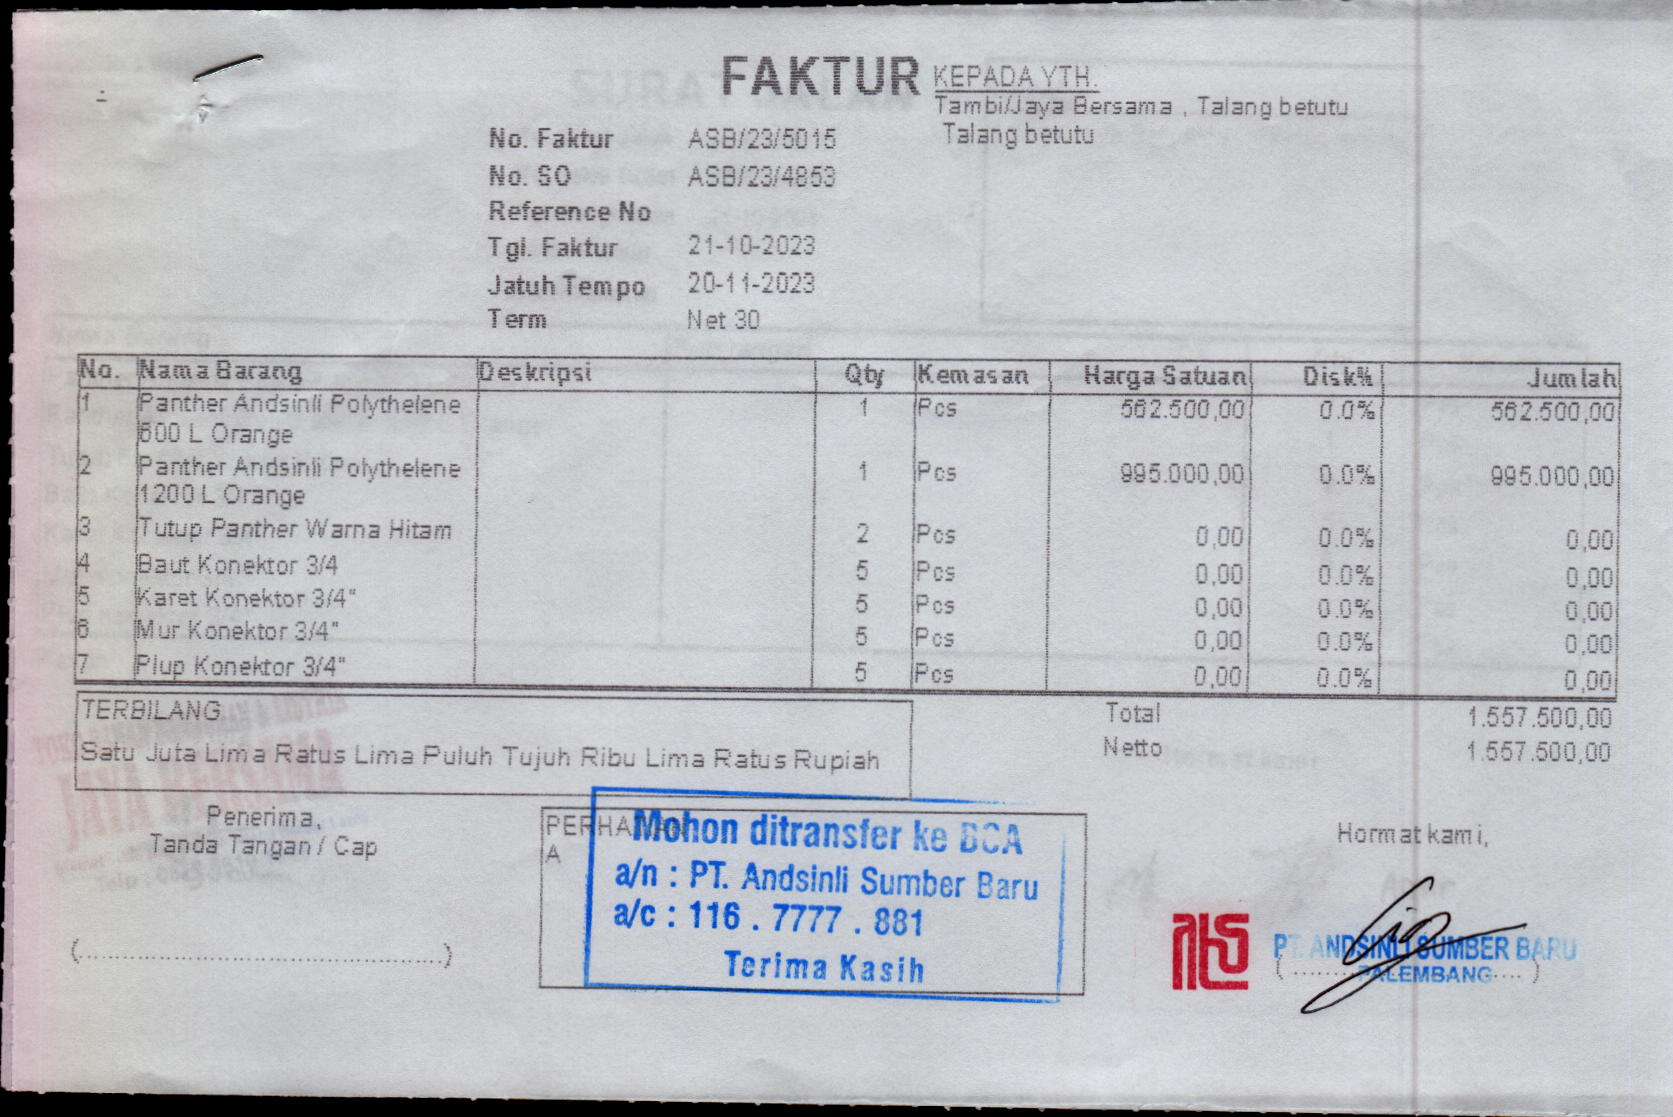 FAKTUR
KEPADA YTH.
Tambi/Jaya Bersama , Talang betutu
Talang betutu
No. Faktur ASB/23/5015
No. SO ASB/23/4853
Reference No
Tgl. Faktur 21-10-2023
Jatuh Tempo 20-11-2023
Term Net 30
No. Nama Barang Deskripsi Qty Kemasan Harga Satuan Disk% Jumlah
1 Panther Andsinli Polythelene 1 Pcs 562.500,00 0.0% 562.500,00
600 L Orange
2 Panther Andsinli Polythelene 1 Pcs 995.000,00 0.0% 995.000,00
1200 L Orange
3 Tutup Panther Warna Hitam 2 Pcs 0,00 0.0% 0,00
4 Baut Konektor 3/4 5 Pcs 0,00 0.0% 0,00
5 Karet Konektor 3/4" 5 Pcs 0,00 0.0% 0,00
6 Mur Konektor 3/4" 5 Pcs 0,00 0.0% 0,00
7 Plup Konektor 3/4" 5 Pcs 0,00 0.0% 0,00
TERBILANG
Satu Juta Lima Ratus Lima Puluh Tujuh Ribu Lima Ratus Rupiah
Total 1.557.500,00
Netto 1.557.500,00
Penerima,
Tanda Tangan / Cap
(............................................)
PERHATIAN
A
Mohon ditransfer ke BCA
a/n : PT. Andsinli Sumber Baru
a/c : 116 . 7777 . 881
Terima Kasih
Hormat kami,
PT. ANDSINLI SUMBER BARU
PALEMBANG